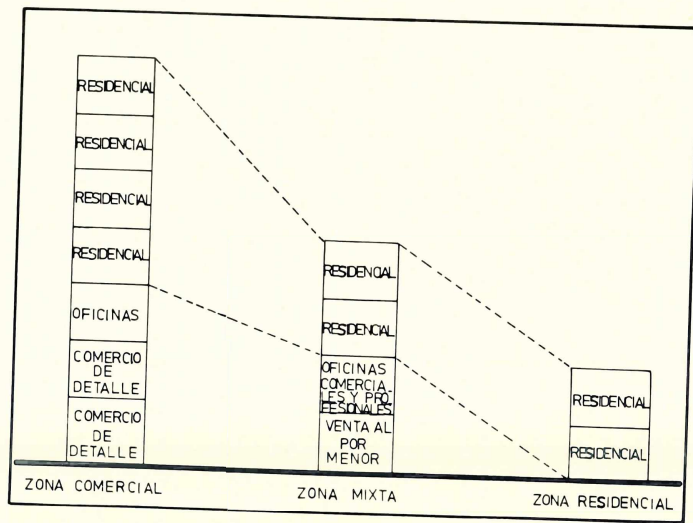 RESIDENCIAL
RESIDENCIAL
RESIDENCIAL
RESIDENCIAL
OFICINAS
COMERCIO
DE
DETALLE
COMERCIO
DE
DETALLE
ZONA COMERCIAL
RESIDENCIAL
RESIDENCIAL
OFICINAS
COMERCIA-
LES Y PRO-
FESIONALES
VENTA AL
POR
MENOR
ZONA MIXTA
RESIDENCIAL
RESIDENCIAL
ZONA RESIDENCIAL